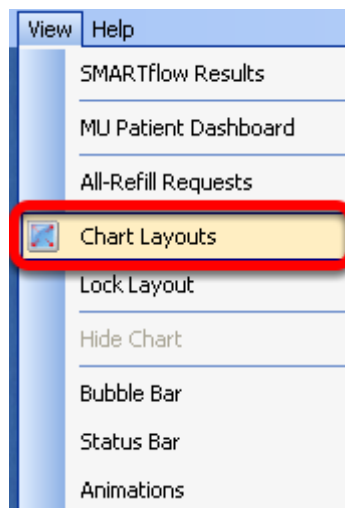 View Help
SMARTflow Results
MU Patient Dashboard
All-Refill Requests
Chart Layouts
Lock Layout
Hide Chart
Bubble Bar
Status Bar
Animations